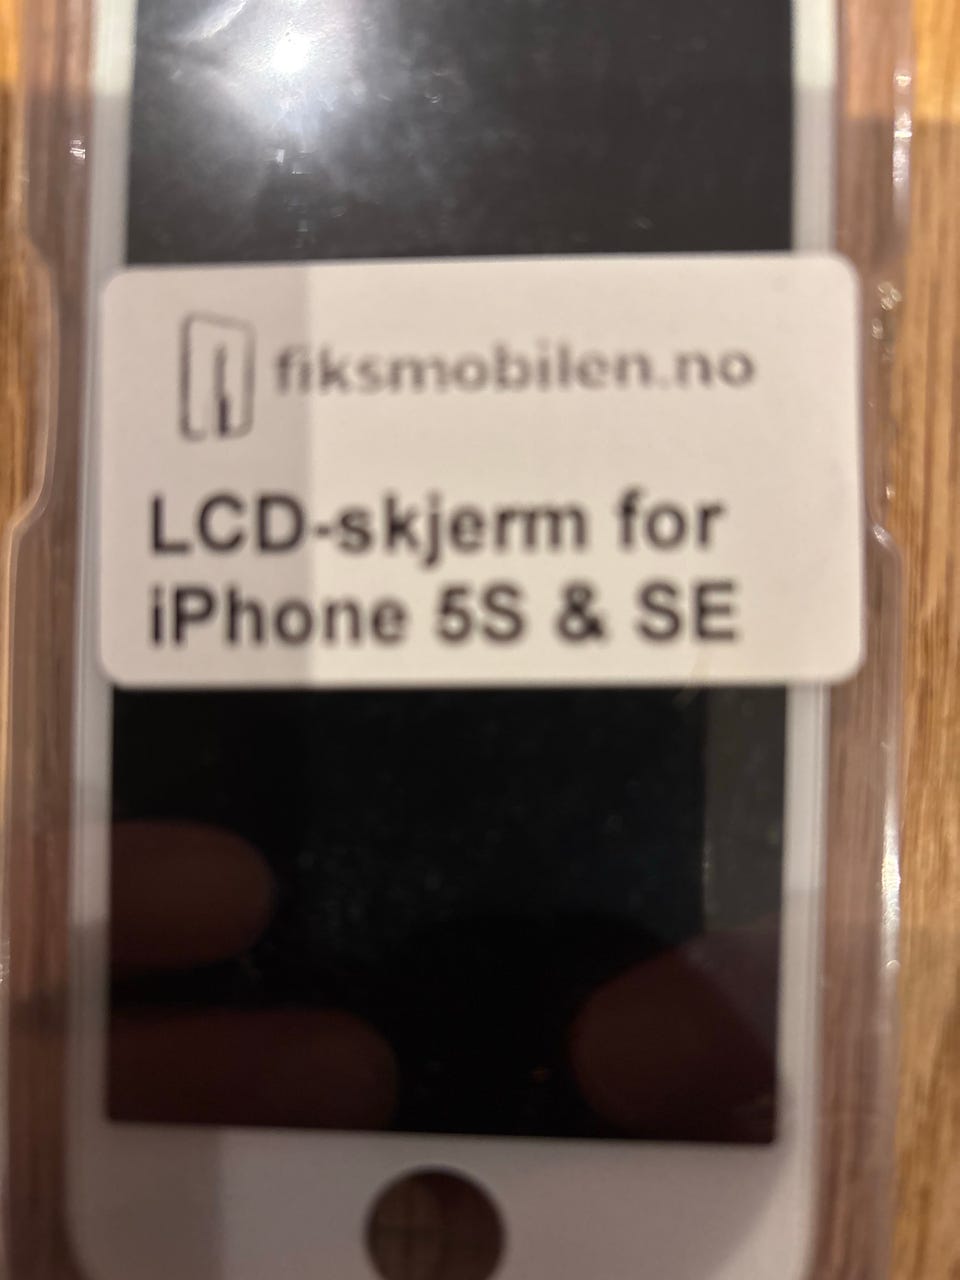 fiksmobilen.no
LCD-skjerm for
iPhone 5S & SE